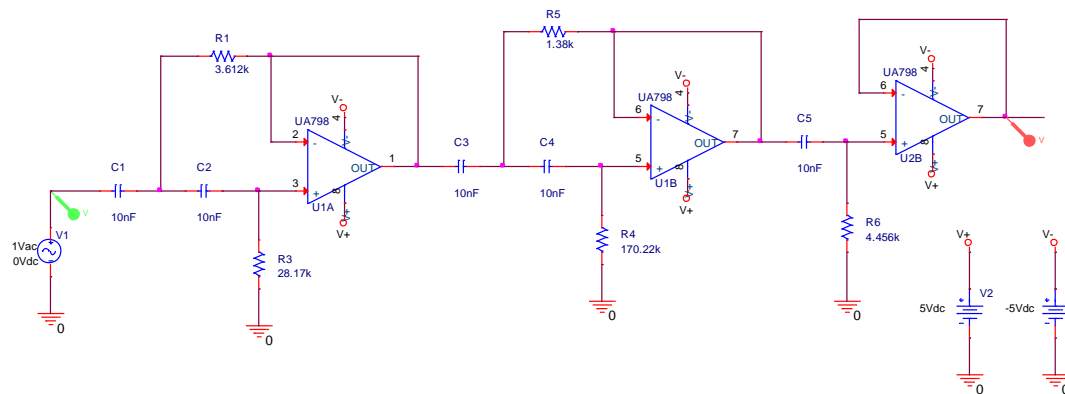 R1
3.612k
R5
1.38k
V-
UA798
4
V-
2
-
OUT
1
3
+
8
U1A
V+
V+
V-
UA798
4
V-
6
-
OUT
7
5
+
8
U1B
V+
V+
V-
UA798
4
V-
6
-
OUT
7
5
+
8
U2B
V+
V+
C1
10nF
C2
10nF
C3
10nF
C4
10nF
C5
10nF
V
V
V1
1Vac
0Vdc
0
R3
28.17k
0
R4
170.22k
0
R6
4.456k
0
V+
V2
5Vdc
0
V-
-5Vdc
0